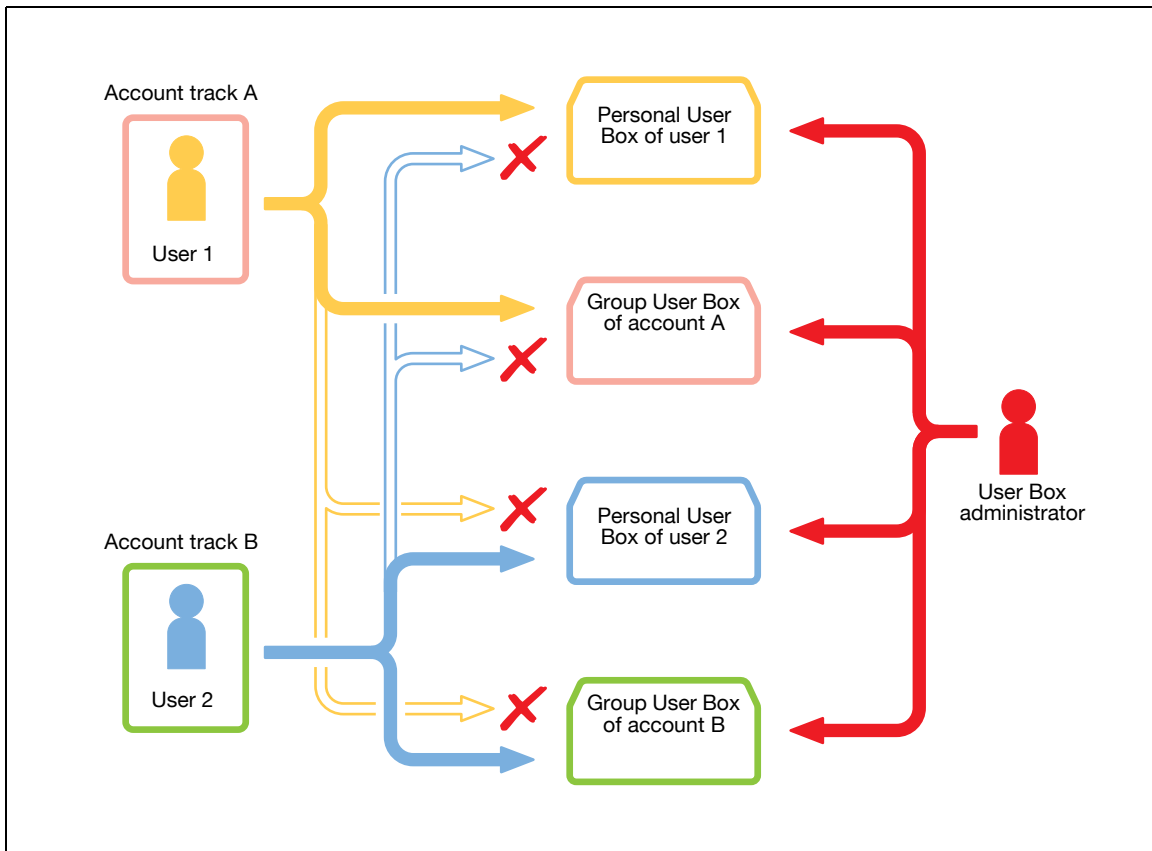 Account track A
User 1
Personal User
Box of user 1
Group User Box
of account A
Account track B
User 2
Personal User
Box of user 2
Group User Box
of account B
User Box
administrator